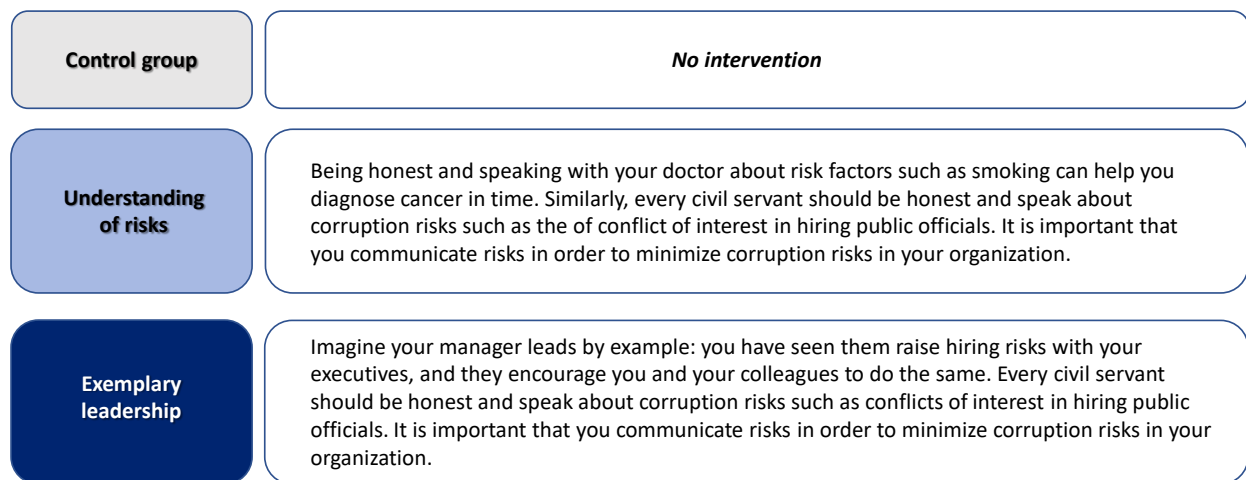 Control group
No intervention
Understanding
of risks
Being honest and speaking with your doctor about risk factors such as smoking can help you
diagnose cancer in time. Similarly, every civil servant should be honest and speak about
corruption risks such as the of conflict of interest in hiring public officials. It is important that
you communicate risks in order to minimize corruption risks in your organization.
Exemplary
leadership
Imagine your manager leads by example: you have seen them raise hiring risks with your
executives, and they encourage you and your colleagues to do the same. Every civil servant
should be honest and speak about corruption risks such as conflicts of interest in hiring public
officials. It is important that you communicate risks in order to minimize corruption risks in your
organization.